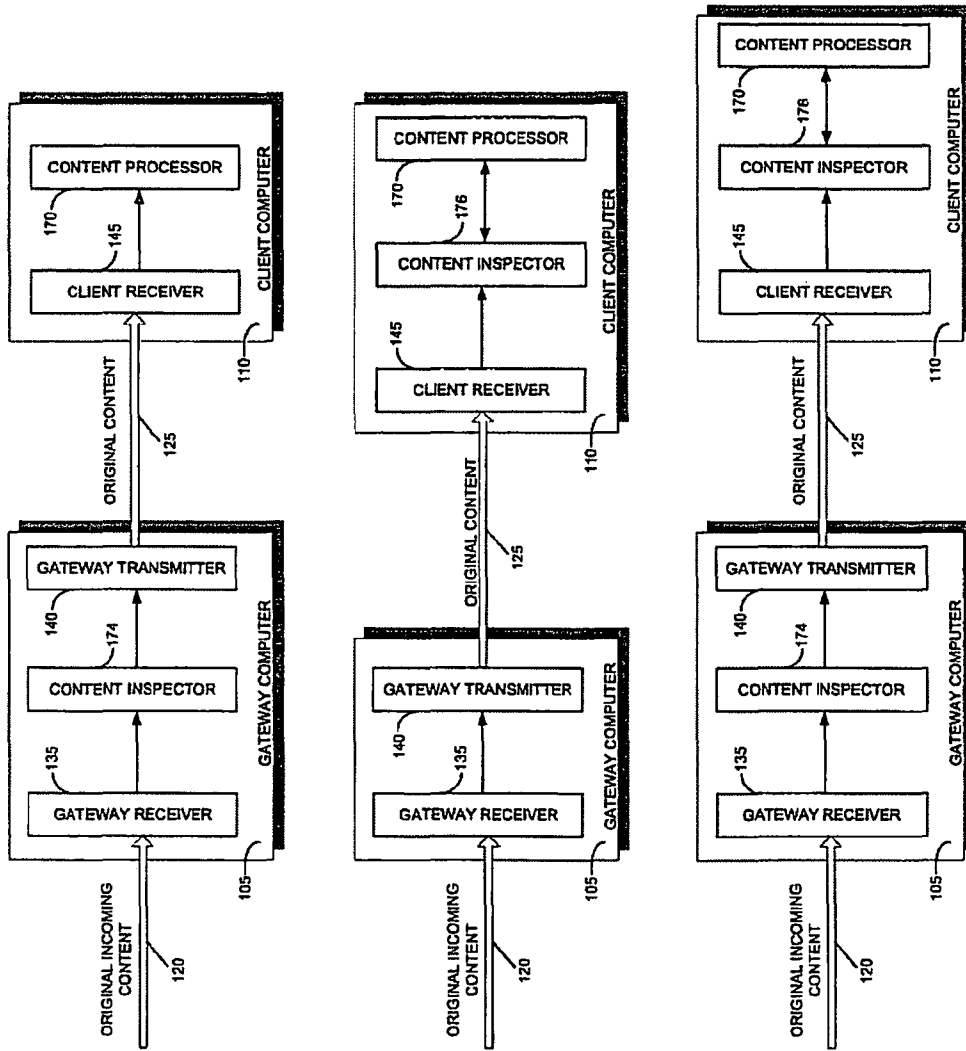 ORIGINAL INCOMING
CONTENT
120
105
GATEWAY COMPUTER
GATEWAY RECEIVER
135
CONTENT INSPECTOR
174
GATEWAY TRANSMITTER
140
ORIGINAL CONTENT
125
110
CLIENT COMPUTER
CLIENT RECEIVER
145
CONTENT PROCESSOR
170
ORIGINAL INCOMING
CONTENT
120
105
GATEWAY COMPUTER
GATEWAY RECEIVER
135
GATEWAY TRANSMITTER
140
ORIGINAL CONTENT
125
110
CLIENT COMPUTER
CLIENT RECEIVER
145
CONTENT INSPECTOR
176
CONTENT PROCESSOR
170
ORIGINAL INCOMING
CONTENT
120
105
GATEWAY COMPUTER
GATEWAY RECEIVER
135
CONTENT INSPECTOR
174
GATEWAY TRANSMITTER
140
ORIGINAL CONTENT
125
110
CLIENT COMPUTER
CLIENT RECEIVER
145
CONTENT INSPECTOR
176
CONTENT PROCESSOR
170